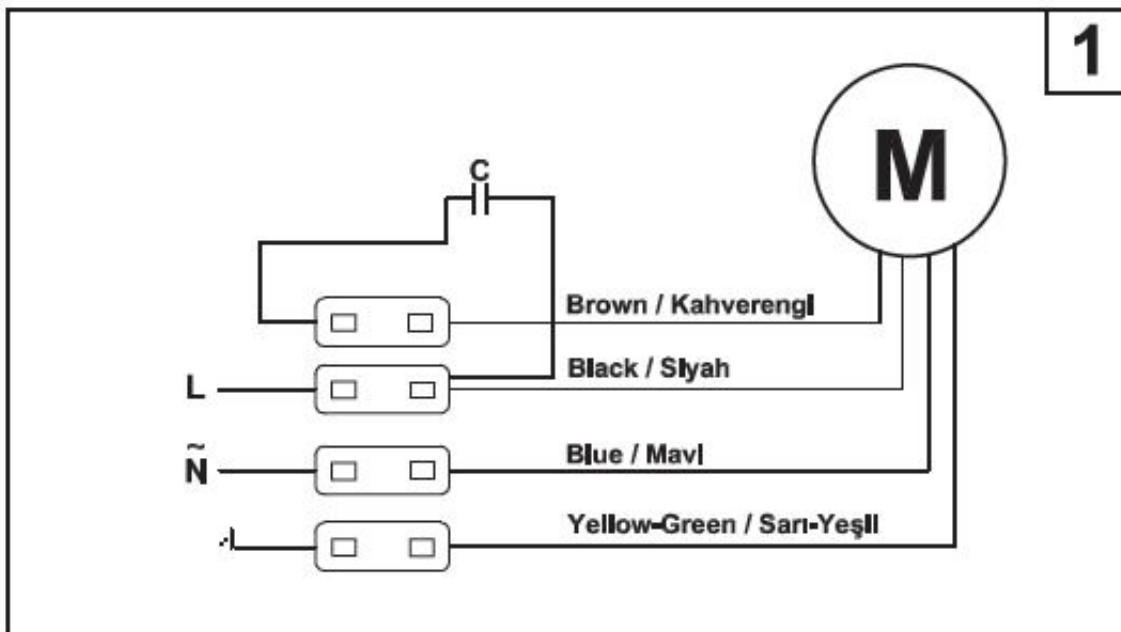 1
M
C
Brown / Kahverengi
L
Black / Siyah
~
N
Blue / Mavi
Yellow-Green / Sarı-Yeşil